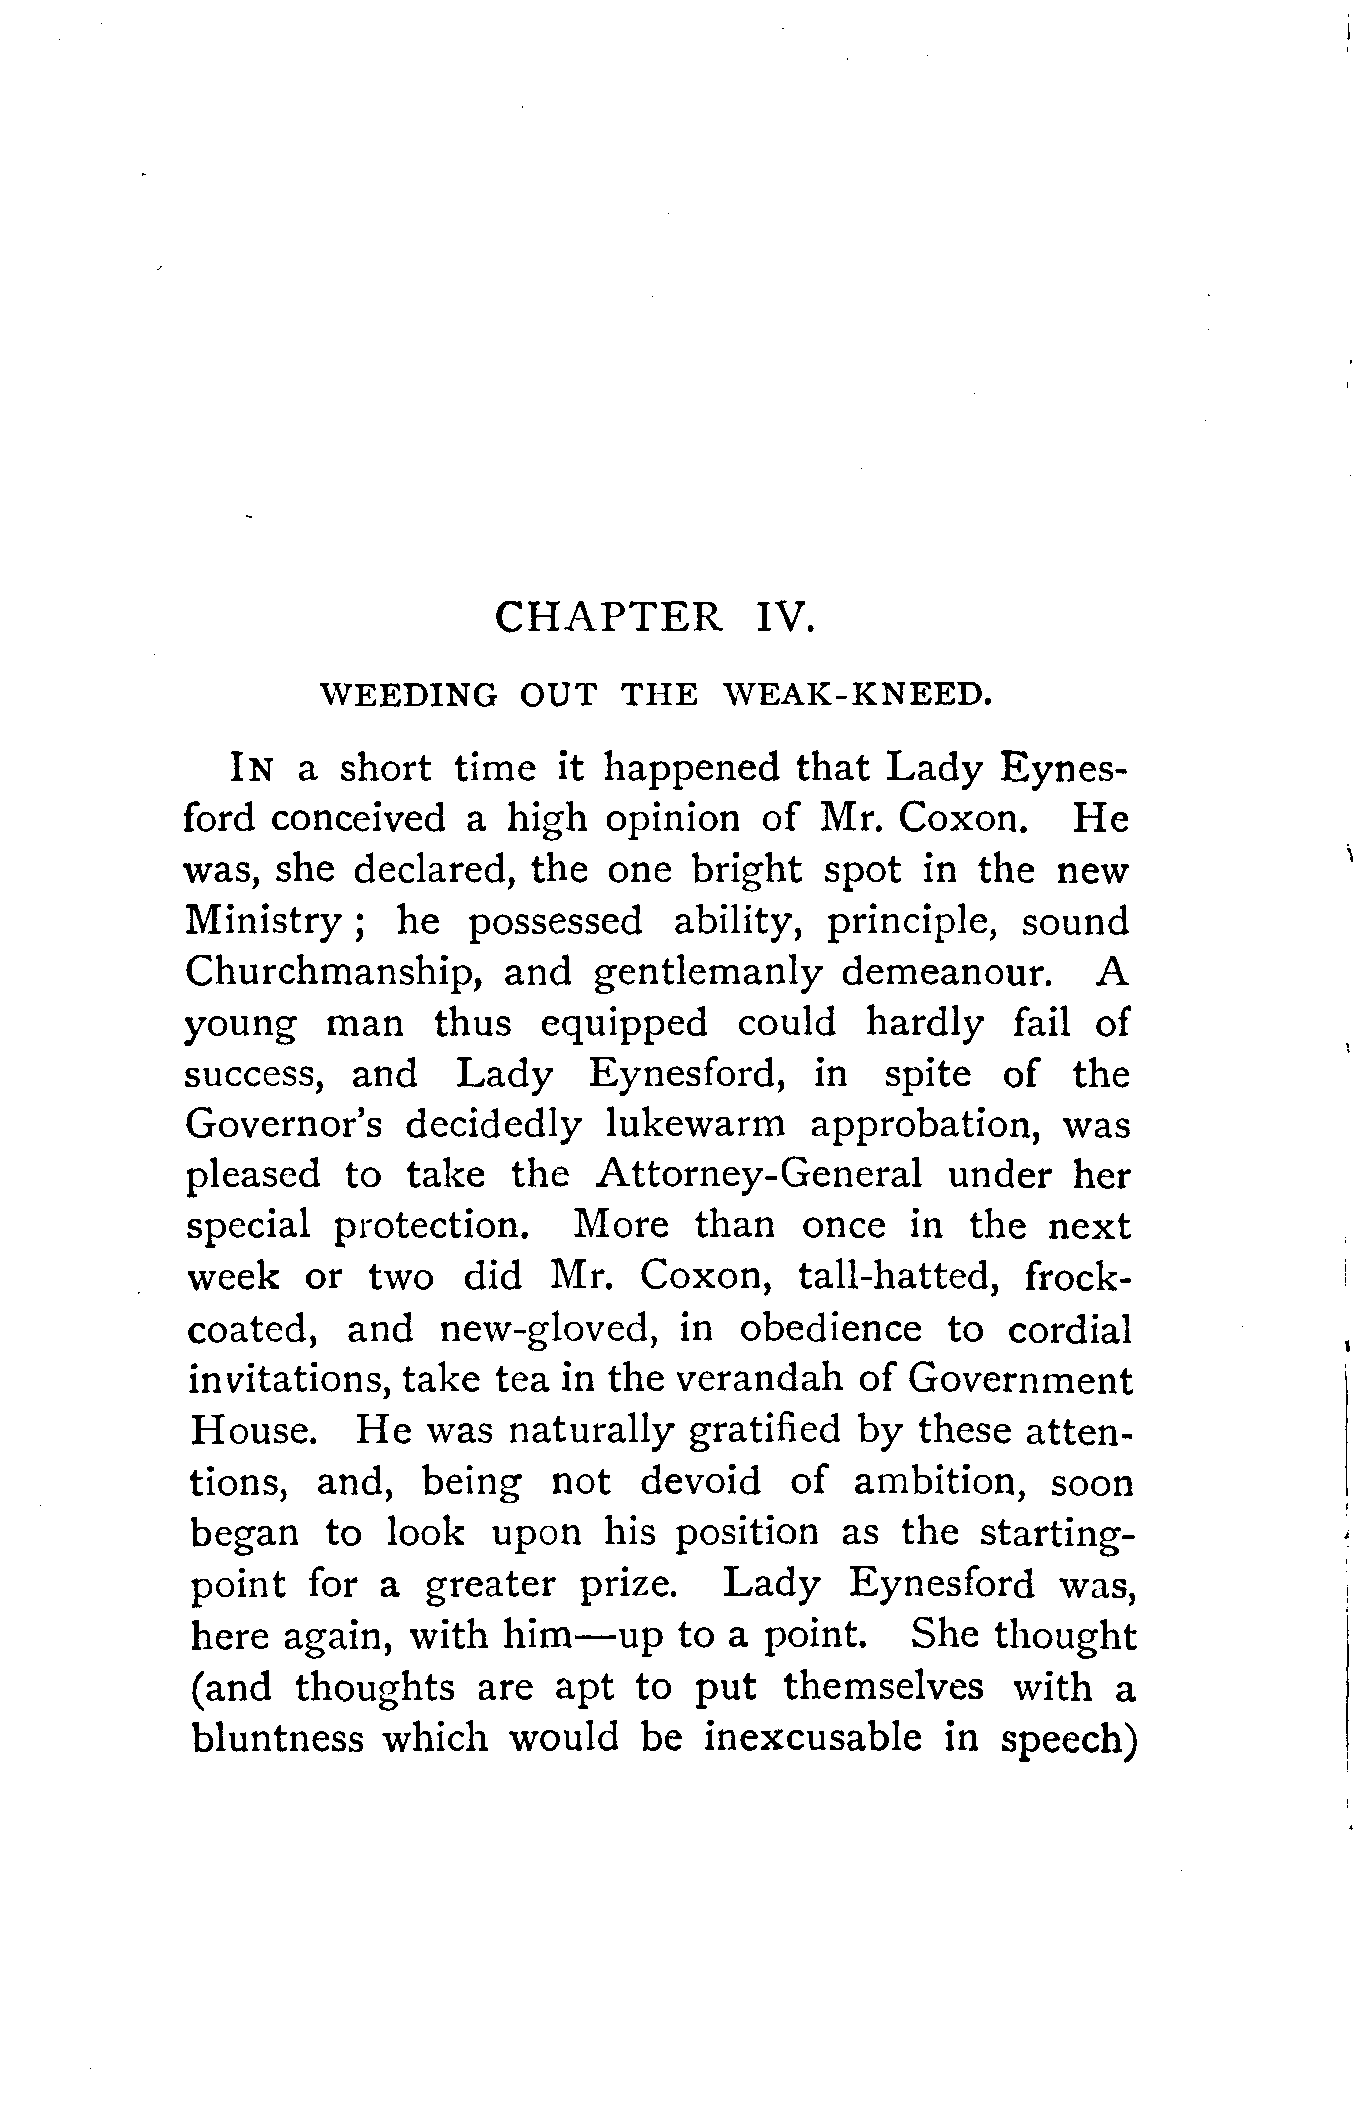 CHAPTER IV.
WEEDING OUT THE WEAK-KNEED.
IN a short time it happened that Lady Eynes-
ford conceived a high opinion of Mr. Coxon. He
was, she declared, the one bright spot in the new
Ministry ; he possessed ability, principle, sound
Churchmanship, and gentlemanly demeanour. A
young man thus equipped could hardly fail of
success, and Lady Eynesford, in spite of the
Governor's decidedly lukewarm approbation, was
pleased to take the Attorney-General under her
special protection. More than once in the next
week or two did Mr. Coxon, tall-hatted, frock-
coated, and new-gloved, in obedience to cordial
invitations, take tea in the verandah of Government
House. He was naturally gratified by these atten-
tions, and, being not devoid of ambition, soon
began to look upon his position as the starting-
point for a greater prize. Lady Eynesford was,
here again, with him—up to a point. She thought
(and thoughts are apt to put themselves with a
bluntness which would be inexcusable in speech)